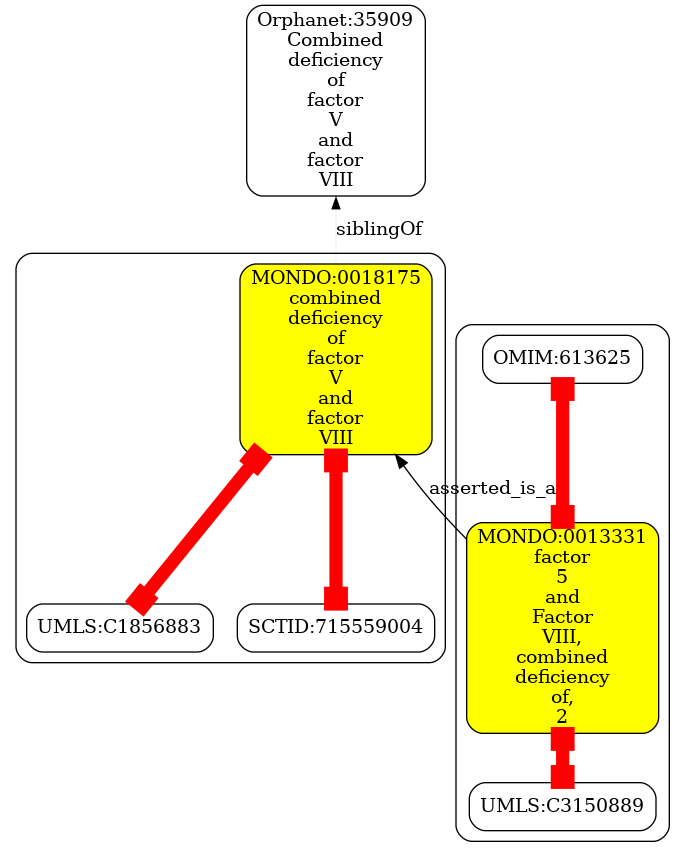 Orphanet:35909
Combined
deficiency
of
factor
V
and
factor
VIII
siblingOf
MONDO:0018175
combined
deficiency
of
factor
V
and
factor
VIII
OMIM:613625
asserted_is_a
MONDO:0013331
factor
5
and
Factor
VIII,
combined
deficiency
of,
2
UMLS:C1856883
SCTID:715559004
UMLS:C3150889